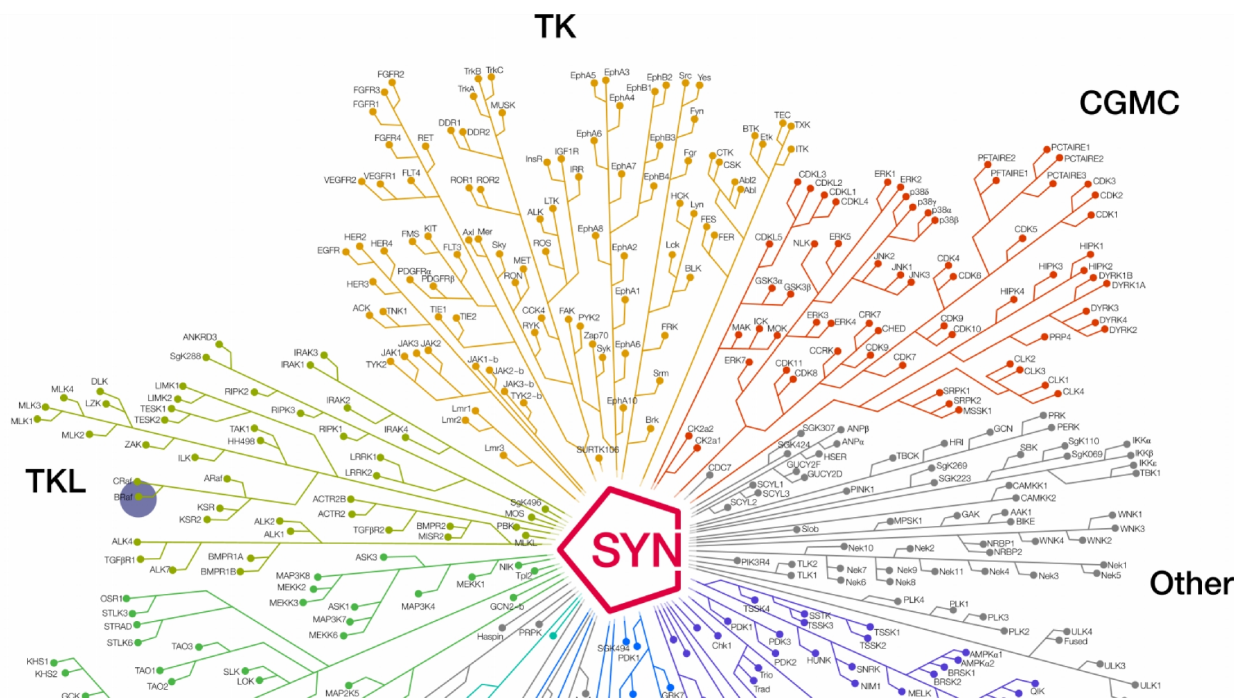 TK
CGMC
TKL
Other
SYN
FGFR2
FGFR3
FGFR1
FGFR4
TrkB
TrkC
TrkA
MUSK
DDR1
DDR2
RET
FLT4
VEGFR1
VEGFR2
ROR1
ROR2
InsR
IGF1R
IRR
LTK
ALK
ROS
EphA5
EphA3
EphA4
EphA6
EphA7
EphA8
EphA2
EphA1
EphA6
EphA10
EphB2
EphB1
EphB3
EphB4
Src
Yes
Fyn
Fgr
HCK
Lyn
Lck
BLK
FRK
Srm
Brk
CTK
CSK
Abl2
Abl
FES
FER
TEC
TXK
BTK
Etk
ITK
HER2
EGFR
HER4
HER3
FMS
KIT
FLT3
PDGFRα
PDGFRβ
Axl
Mer
Sky
MET
RON
ACK
TNK1
TIE1
TIE2
CCK4
RYK
FAK
PYK2
Zap70
Syk
JAK1
JAK3
JAK2
TYK2
JAK1~b
JAK2~b
JAK3~b
TYK2~b
Lmr1
Lmr2
Lmr3
SURTK106
CDKL3
CDKL2
CDKL1
CDKL4
CDKL5
ERK1
ERK2
p38δ
p38γ
p38α
p38β
NLK
ERK5
JNK2
JNK1
JNK3
GSK3α
GSK3β
MAK
ICK
MOK
ERK3
ERK4
ERK7
CRK7
CHED
CCRK
CDK9
CDK11
CDK8
CDK7
CDK9
CDK10
CDK4
CDK6
CDK5
PFTAIRE2
PFTAIRE1
PCTAIRE1
PCTAIRE2
PCTAIRE3
CDK3
CDK2
CDK1
HIPK1
HIPK3
HIPK2
HIPK4
DYRK1B
DYRK1A
DYRK3
DYRK4
DYRK2
PRP4
CLK2
CLK3
CLK1
CLK4
SRPK1
SRPK2
MSSK1
CK2a2
CK2a1
ANKRD3
SgK288
IRAK3
IRAK1
IRAK2
IRAK4
DLK
MLK4
LZK
MLK3
MLK1
MLK2
LIMK1
LIMK2
TESK1
TESK2
RIPK2
RIPK3
RIPK1
TAK1
HH498
ZAK
ILK
LRRK1
LRRK2
CRaf
BRaf
ARaf
KSR
KSR2
ACTR2B
ACTR2
ALK2
ALK1
TGFβR2
BMPR2
MISR2
ALK4
TGFβR1
ALK7
BMPR1A
BMPR1B
SgK496
MOS
PBK
MLKL
CDC7
SGK307
ANPβ
ANPα
SGK424
HSER
GUCY2F
GUCY2D
SCYL1
SCYL3
SCYL2
TBCK
HRI
GCN
PRK
PERK
SBK
SgK110
SgK069
IKKα
IKKβ
IKKε
TBK1
SgK269
SGK223
PINK1
CAMKK1
CAMKK2
Slob
MPSK1
GAK
AAK1
BIKE
WNK1
WNK3
WNK2
WNK4
NRBP1
NRBP2
PIK3R4
TLK2
TLK1
Nek10
Nek2
Nek7
Nek6
Nek9
Nek8
Nek11
Nek4
Nek3
Nek1
Nek5
PLK4
PLK1
PLK3
PLK2
ULK4
Fused
ULK3
ULK1
ASK3
MAP3K8
MEKK2
MEKK3
ASK1
MAP3K7
MEKK6
MAP3K4
MEKK1
NIK
Tpl2
GCN2-b
Haspin
PRPK
OSR1
STLK3
STRAD
STLK6
TAO3
TAO1
TAO2
SLK
LOK
KHS1
KHS2
GCK
MAP2K5
SGK494
PDK1
GRK7
PDK1
Chk1
TSSK4
SSTK
TSSK3
TSSK1
TSSK2
PDK3
PDK2
Trio
Trad
HUNK
SNRK
NIM1
MELK
AMPKα1
AMPKα2
BRSK1
BRSK2
QIK